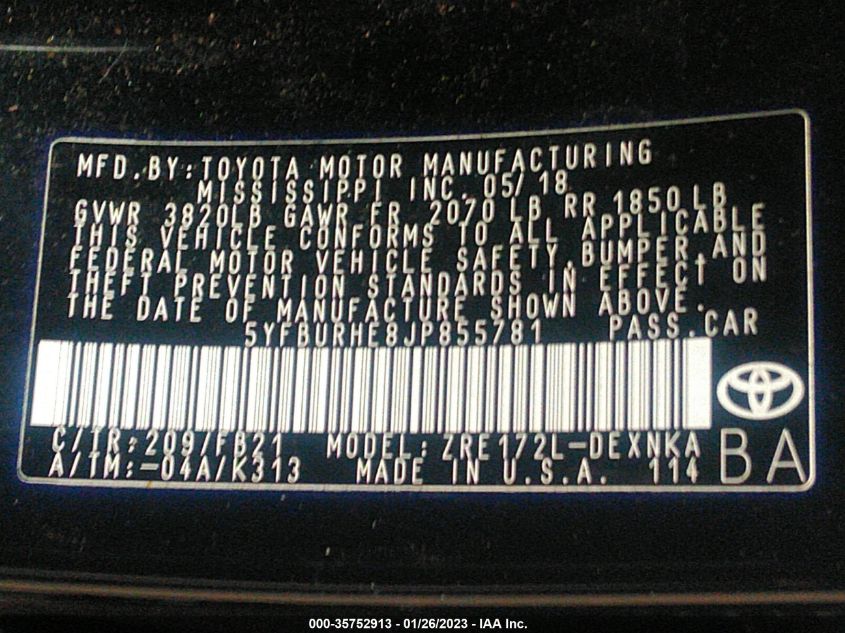 MFD.BY:TOYOTA MOTOR MANUFACTURING
MISSISSIPPI INC. 05/18
GVWR 3820LB GAWR FR 2070 LB RR 1850 LB
THIS VEHICLE CONFORMS TO ALL APPLICABLE
FEDERAL MOTOR VEHICLE SAFETY,BUMPER,AND
THEFT PREVENTION STANDARDS IN EFFECT ON
THE DATE OF MANUFACTURE SHOWN ABOVE.
5YFBURHE8JP855781 PASS.CAR
C/TR:209/FB21 MODEL:ZRE172L-DEXNKA
A/TM:-04A/K313 MADE IN U.S.A. 114 BA
000-35752913 - 01/26/2023 - IAA Inc.